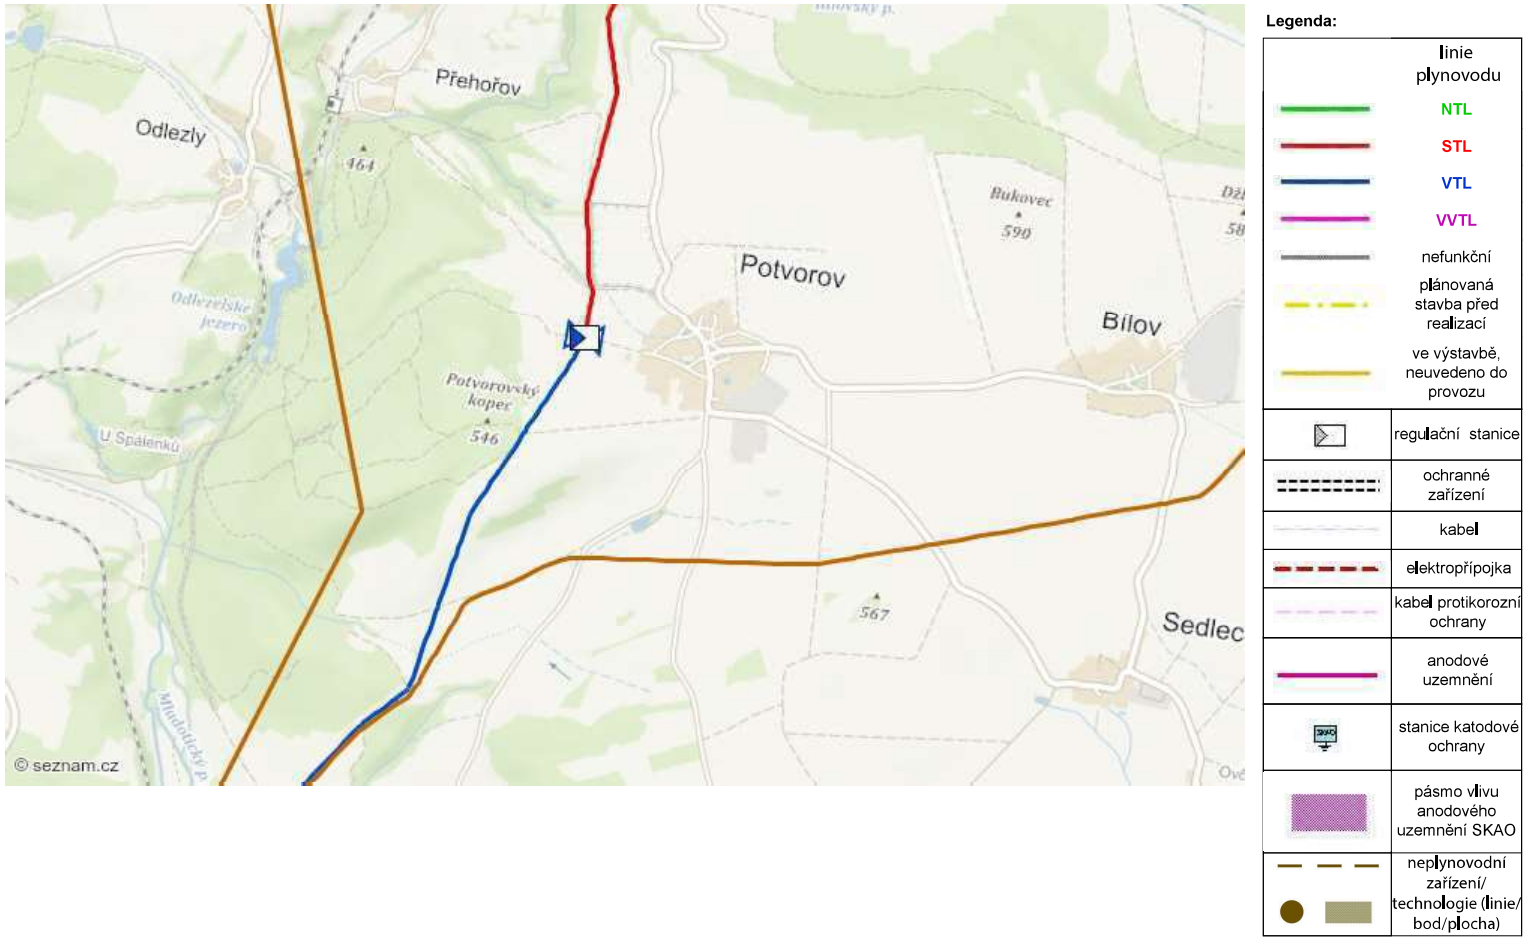 Přehořov
Odlezly
464
Bukovec
590
58
Potvorov
Odlezelské
jezero
Bílov
Potvorovský
kopec
546
U Spálenků
567
Sedlec
Mladotický p.
© seznam.cz
Legenda:
linie
plynovodu
NTL
STL
VTL
VVTL
nefunkční
plánovaná
stavba před
realizací
ve výstavbě,
neuvedeno do
provozu
regulační stanice
ochranné
zařízení
kabel
elektropřípojka
kabel protikorozní
ochrany
anodové
uzemnění
SKAO
stanice katodové
ochrany
pásmo vlivu
anodového
uzemnění SKAO
neplynovodní
zařízení/
technologie (linie/
bod/plocha)